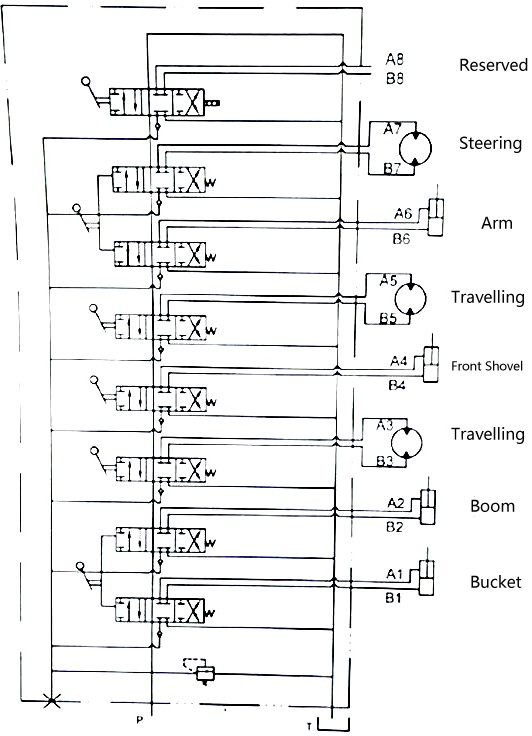 A8
B8
Reserved
A7
B7
Steering
A6
B6
Arm
A5
B5
Travelling
A4
B4
Front Shovel
A3
B3
Travelling
A2
B2
Boom
A1
B1
Bucket
P
T